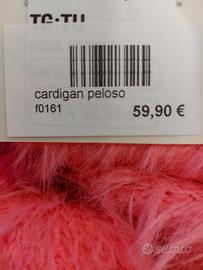 TG:TU
cardigan peloso
f0161
59,90 €
subito